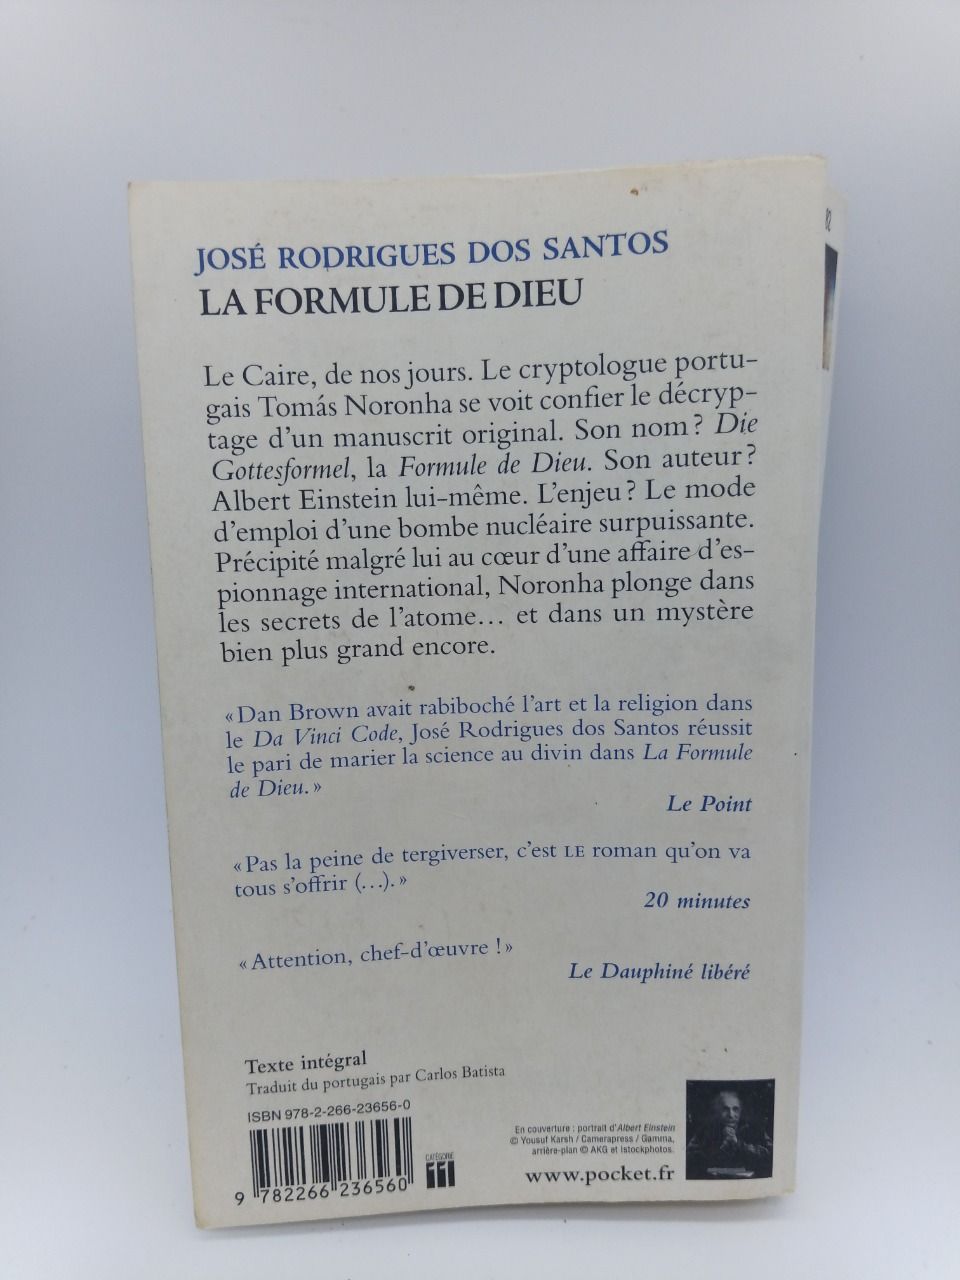 JOSÉ RODRIGUES DOS SANTOS
LA FORMULE DE DIEU
Le Caire, de nos jours. Le cryptologue portu-
gais Tomás Noronha se voit confier le décryp-
tage d'un manuscrit original. Son nom ? Die
Gottesformel, la Formule de Dieu. Son auteur ?
Albert Einstein lui-même. L'enjeu ? Le mode
d'emploi d'une bombe nucléaire surpuissante.
Précipité malgré lui au cœur d'une affaire d'es-
pionnage international, Noronha plonge dans
les secrets de l'atome… et dans un mystère
bien plus grand encore.
« Dan Brown avait rabiboché l'art et la religion dans
le Da Vinci Code, José Rodrigues dos Santos réussit
le pari de marier la science au divin dans La Formule
de Dieu. »
Le Point
« Pas la peine de tergiverser, c'est LE roman qu'on va
tous s'offrir (…). »
20 minutes
« Attention, chef-d'œuvre ! »
Le Dauphiné libéré
Texte intégral
Traduit du portugais par Carlos Batista
ISBN 978-2-266-23656-0
9 782266 236560
CATÉGORIE
11
En couverture : portrait d'Albert Einstein
© Yousuf Karsh / Camerapress / Gamma,
arrière-plan © AKG et Istockphotos.
www.pocket.fr